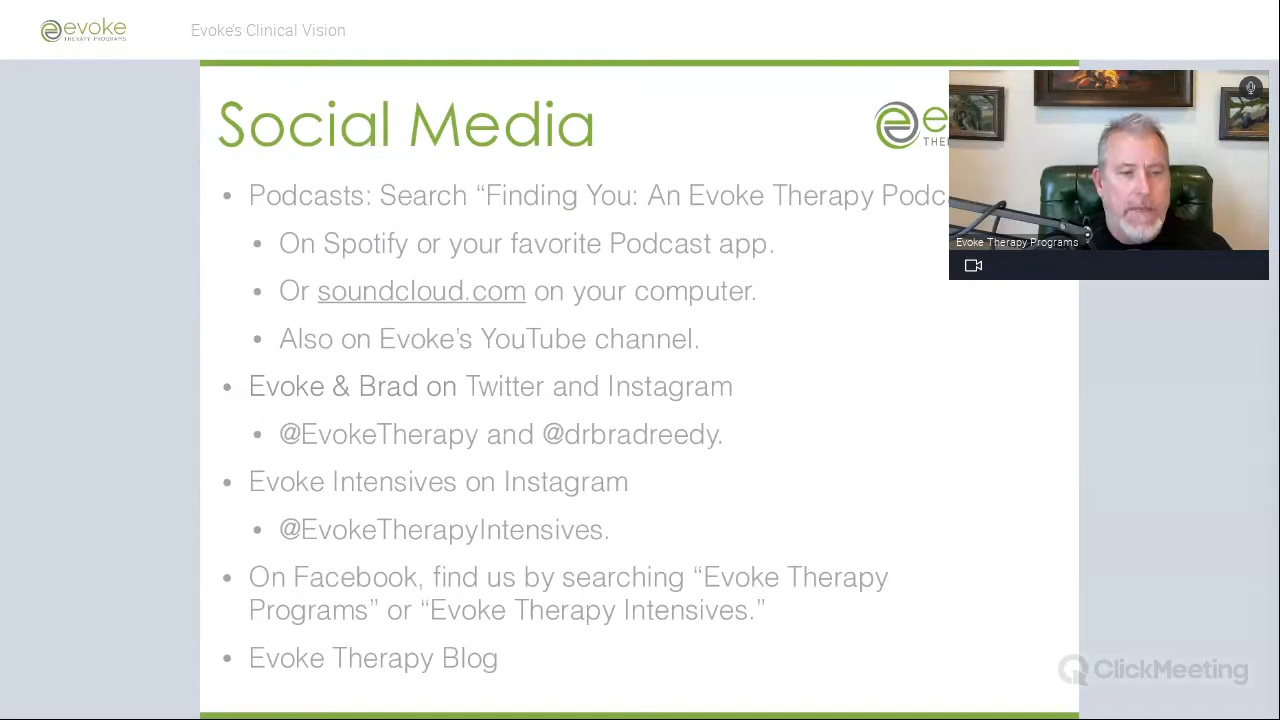 evoke
THERAPY PROGRAMS
Evoke's Clinical Vision
Social Media
• Podcasts: Search “Finding You: An Evoke Therapy Podc
• On Spotify or your favorite Podcast app.
• Or soundcloud.com on your computer.
• Also on Evoke’s YouTube channel.
• Evoke & Brad on Twitter and Instagram
• @EvokeTherapy and @drbradreedy.
• Evoke Intensives on Instagram
• @EvokeTherapyIntensives.
• On Facebook, find us by searching “Evoke Therapy
Programs” or “Evoke Therapy Intensives.”
• Evoke Therapy Blog
e
THE
Evoke Therapy Programs
ClickMeeting